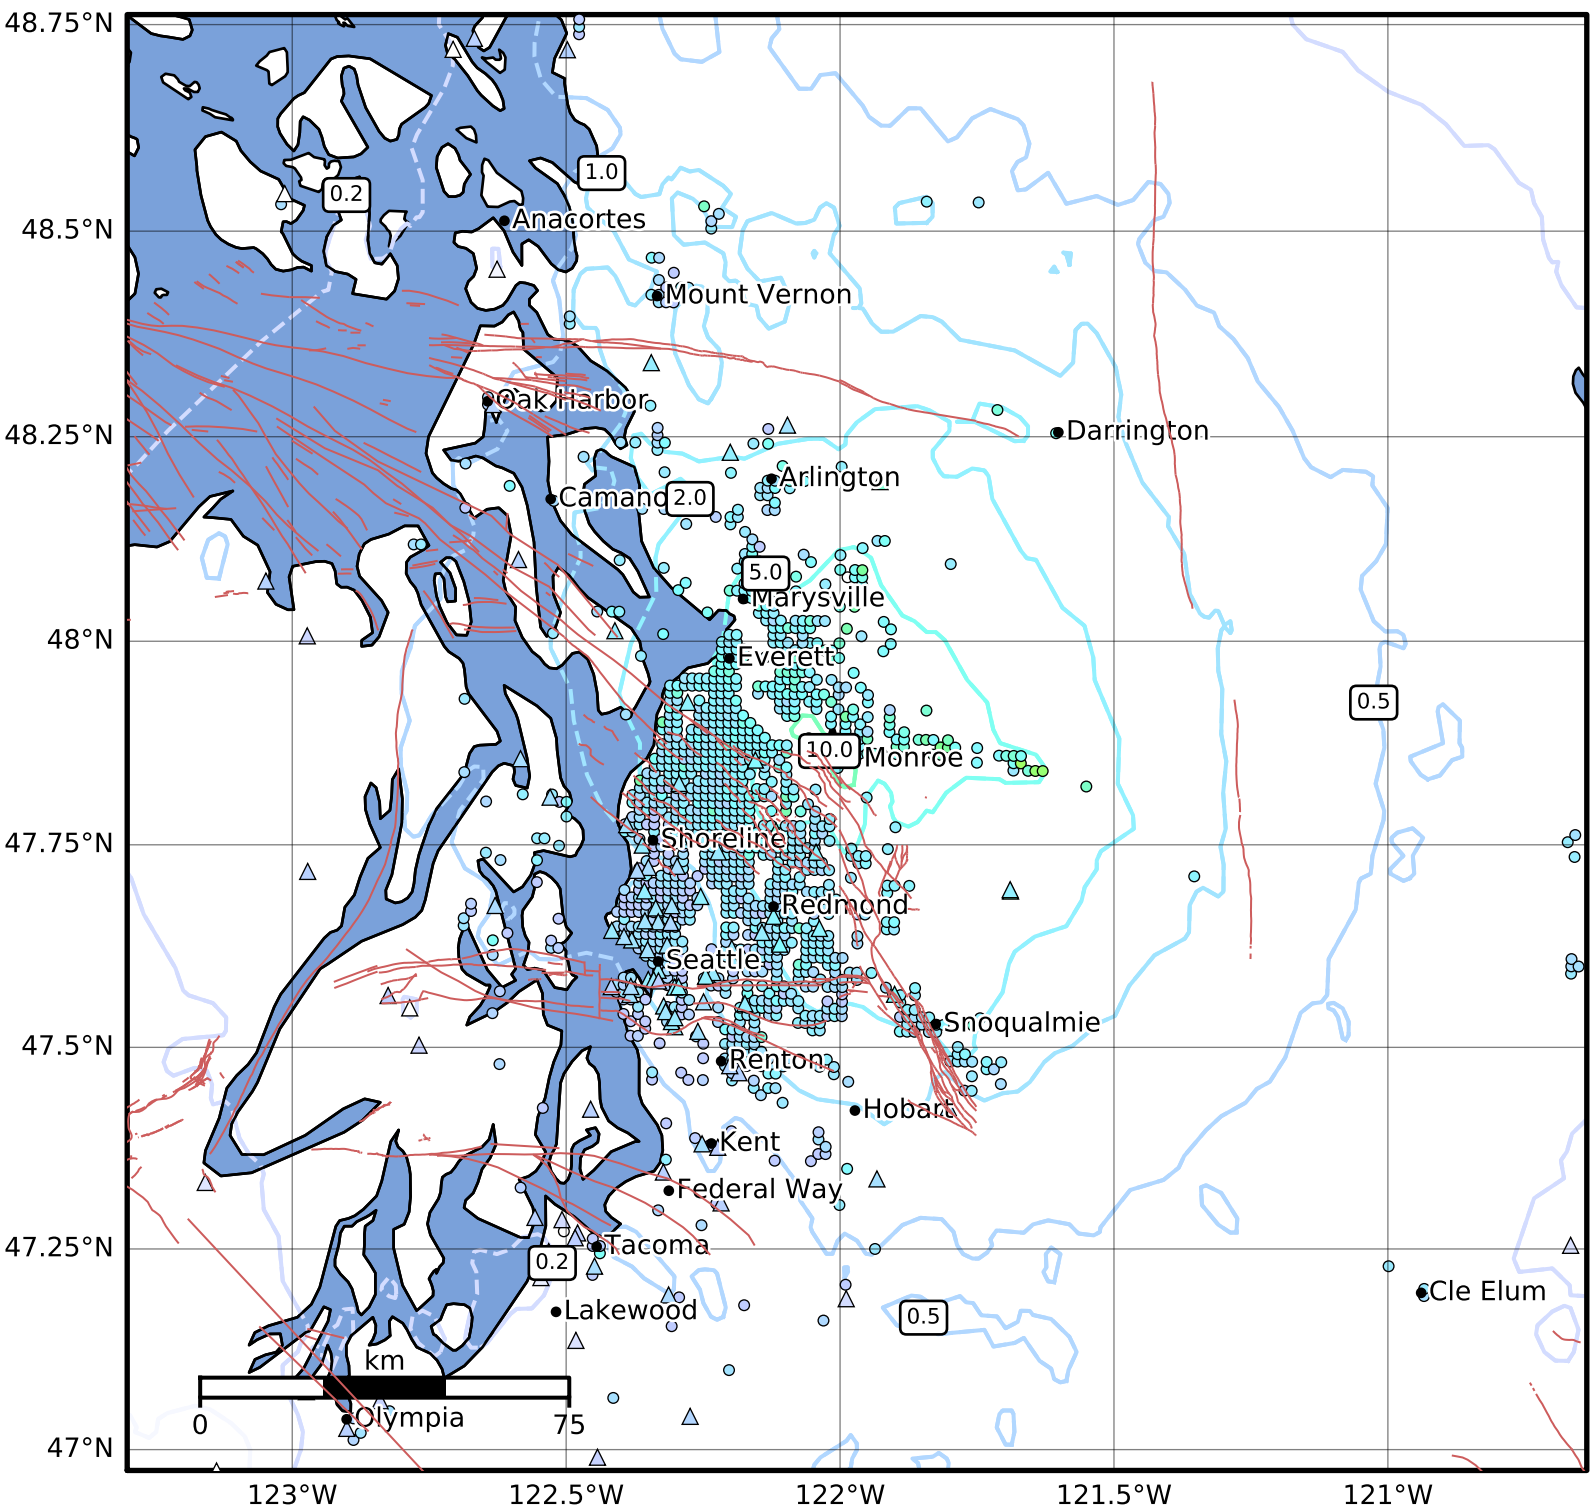 48.75°N
1.0
0.2
48.5°N
Anacortes
Mount Vernon
Oak Harbor
48.25°N
Darrington
Arlington
Camano
2.0
5.0
Marysville
48°N
Everett
0.5
10.0
Monroe
47.75°N
Shoreline
Redmond
Seattle
Snoqualmie
47.5°N
Renton
Hobart
Kent
Federal Way
Tacoma
47.25°N
0.2
Cle Elum
Lakewood
0.5
km
0
75
Olympia
47°N
123°W
122.5°W
122°W
121.5°W
121°W